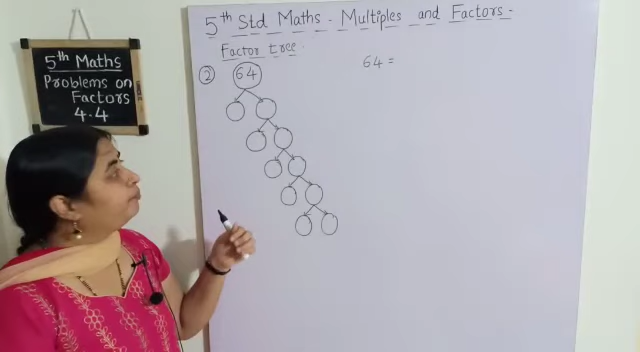 5th Std Maths - Multiples and Factors -
Factor tree.
5th Maths
Problems on
Factors
4.4
② 64
64 =